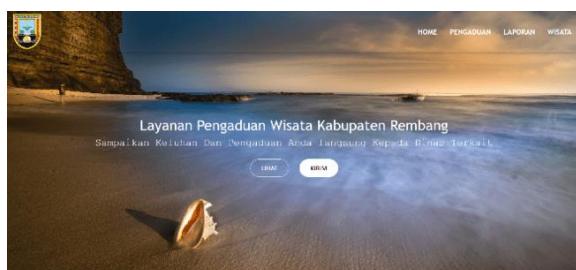 HOME PENGADUAN LAPORAN WISATA
Layanan Pengaduan Wisata Kabupaten Rembang
Sampaikan Keluhan Dan Pengaduan Anda langsung Kepada Dinas Terkait
LIHAT KIRIM